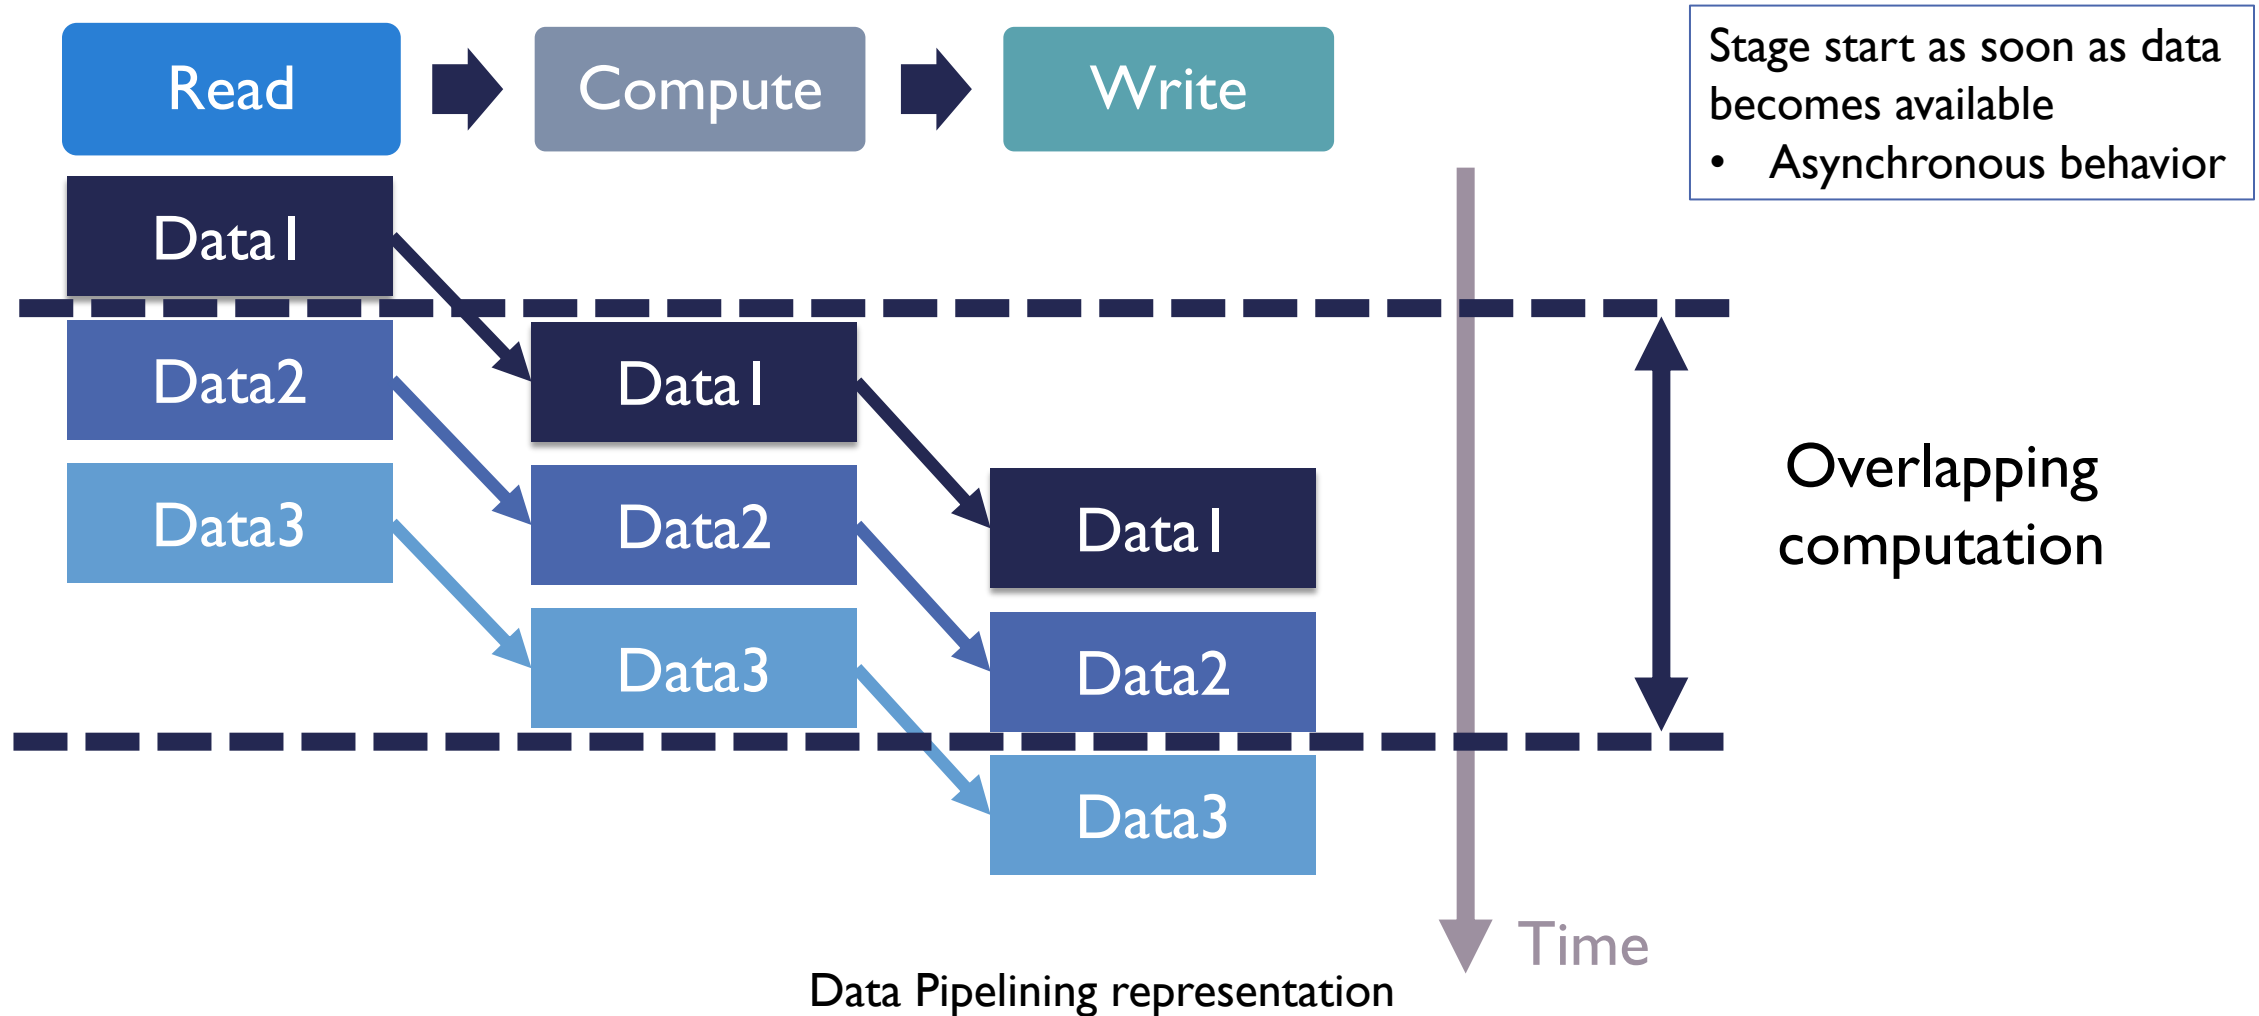 Read
Compute
Write
Stage start as soon as data
becomes available
• Asynchronous behavior
Data1
Data2
Data1
Data3
Data2
Data1
Data3
Data2
Data3
Overlapping
computation
Time
Data Pipelining representation